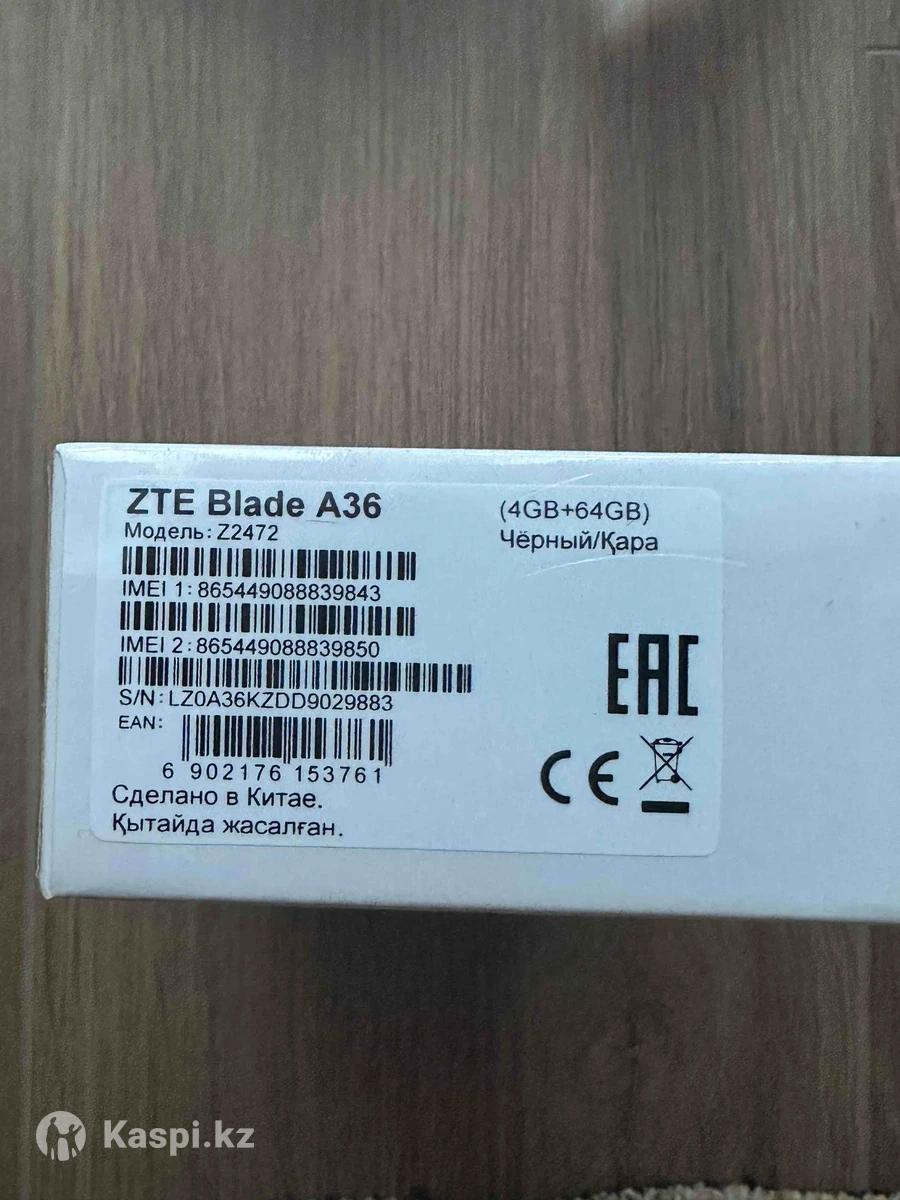 ZTE Blade A36
(4GB+64GB)
Модель: Z2472
Чёрный/Қара
IMEI 1: 865449088839843
IMEI 2: 865449088839850
S/N: LZ0A36KZDD9029883
EAN:
6 902176 153761
Сделано в Китае.
Қытайда жасалған.
EAC
CE
Kaspi.kz